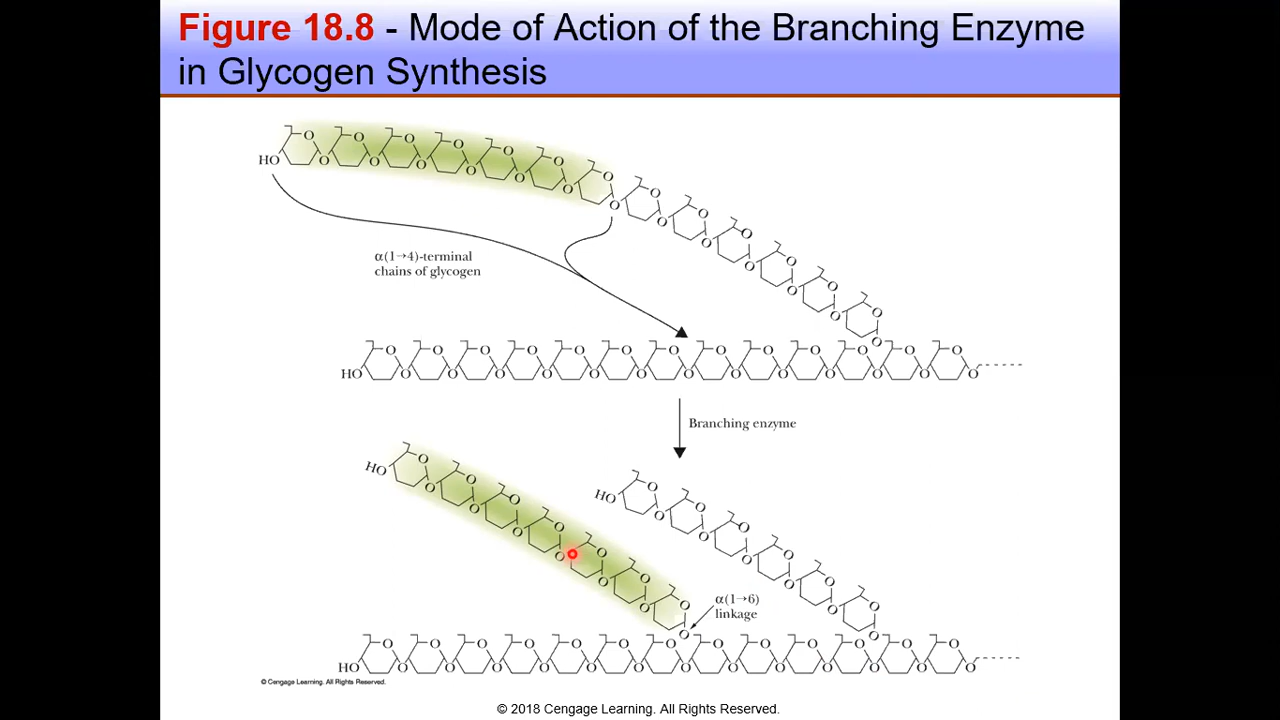 Figure 18.8 - Mode of Action of the Branching Enzyme
in Glycogen Synthesis
HO
α(1→4)-terminal
chains of glycogen
HO
Branching enzyme
HO
HO
α(1→6)
linkage
HO
© Cengage Learning. All Rights Reserved.
© 2018 Cengage Learning. All Rights Reserved.